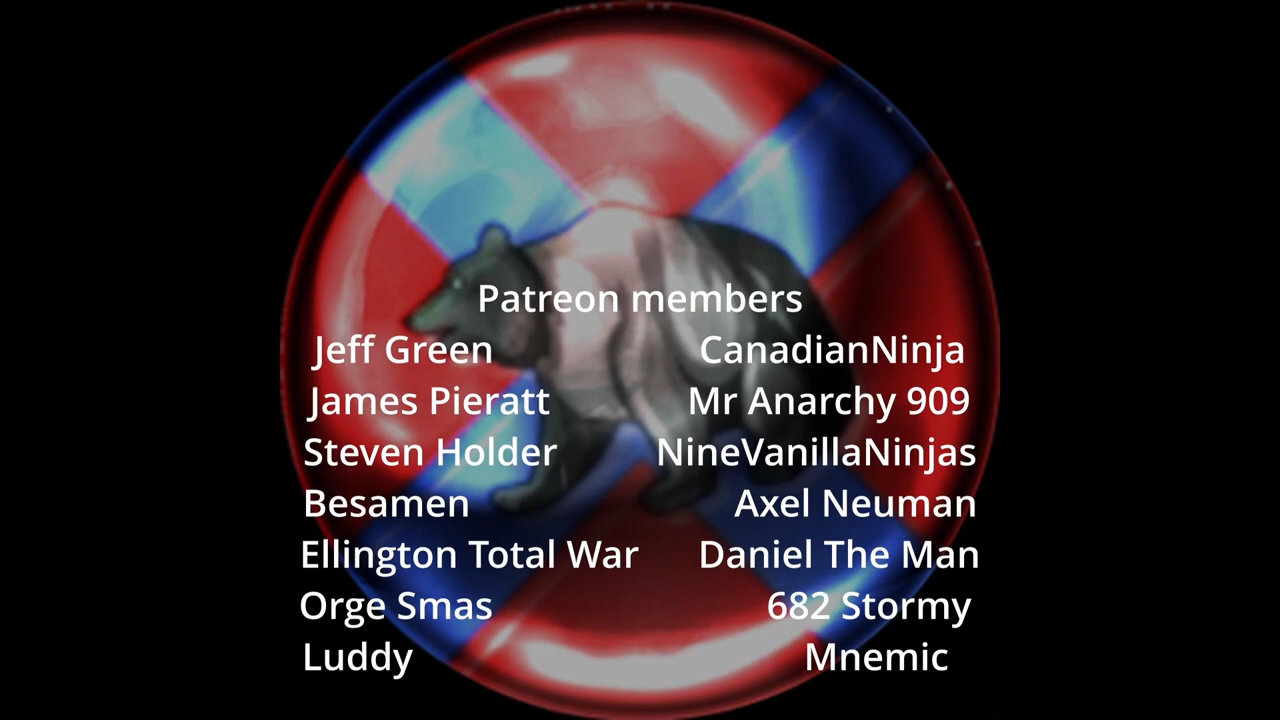 Patreon members
Jeff Green CanadianNinja
James Pieratt Mr Anarchy 909
Steven Holder NineVanillaNinjas
Besamen Axel Neuman
Ellington Total War Daniel The Man
Orge Smas 682 Stormy
Luddy Mnemic